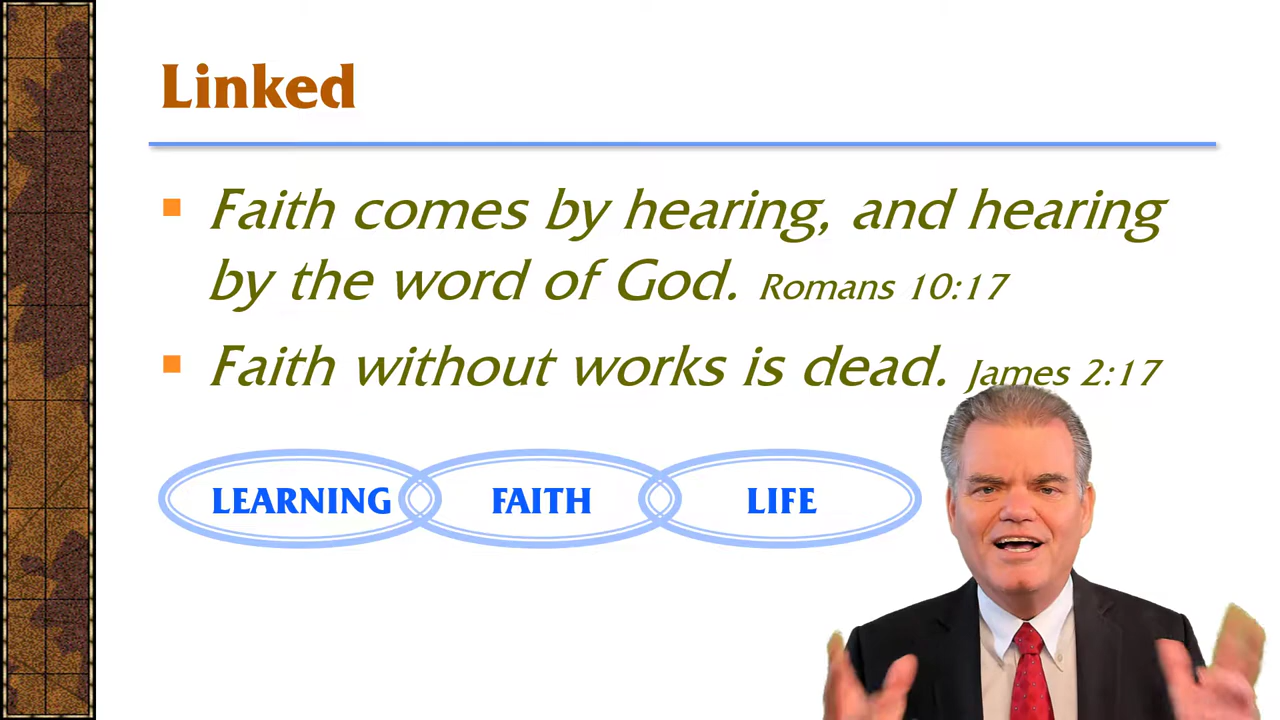 Linked
Faith comes by hearing, and hearing
by the word of God. Romans 10:17
Faith without works is dead. James 2:17
LEARNING FAITH LIFE